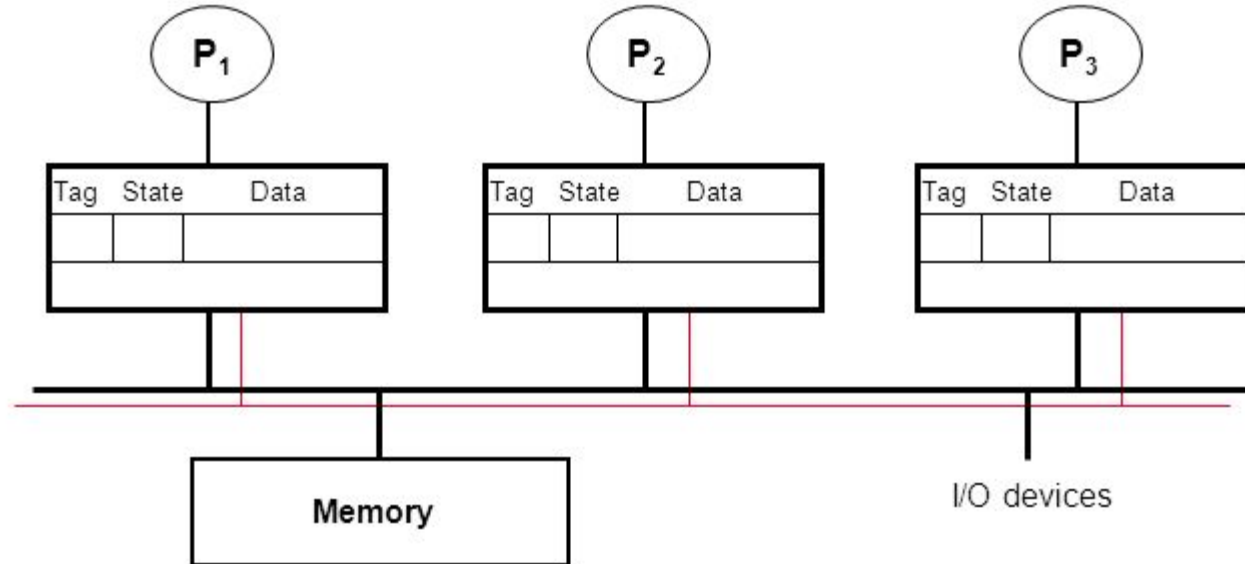 P₁ P₂ P₃
Tag State Data Tag State Data Tag State Data
Memory
I/O devices